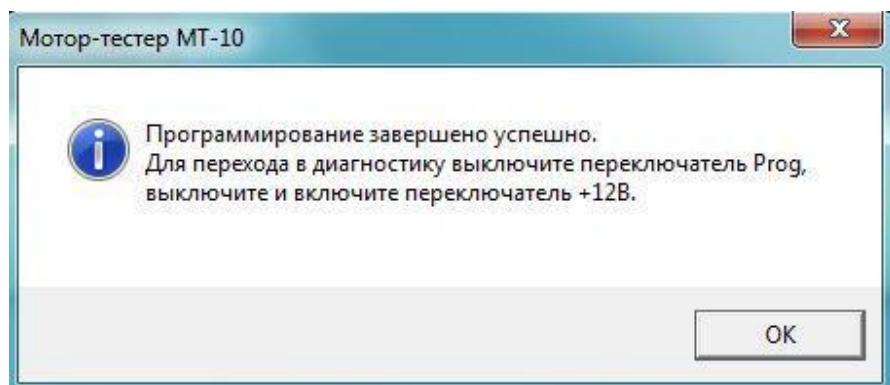 Мотор-тестер МТ-10
Программирование завершено успешно.
Для перехода в диагностику выключите переключатель Prog,
выключите и включите переключатель +12В.
OK